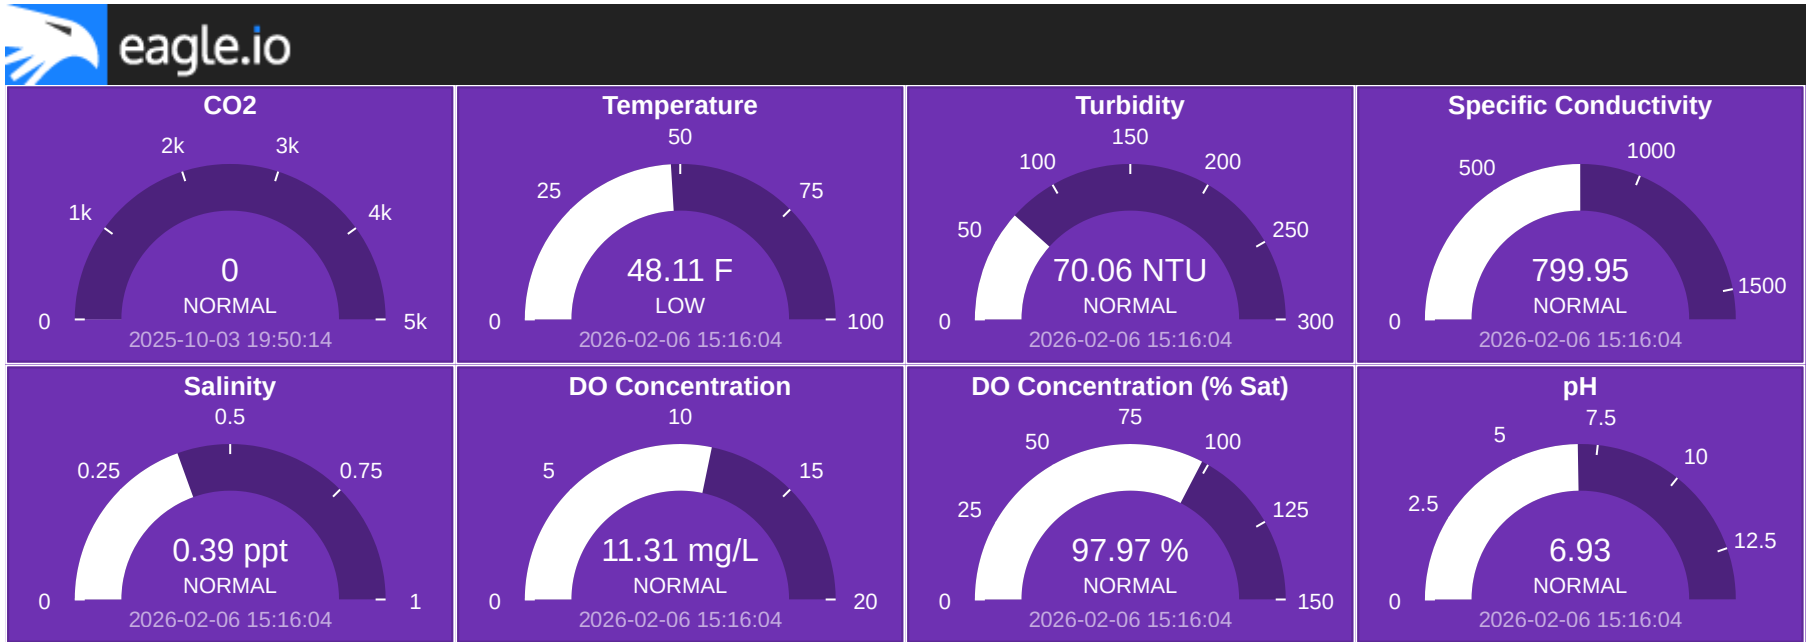 eagle.io
CO2
0
1k
2k
3k
4k
5k
0
NORMAL
2025-10-03 19:50:14
Temperature
0
25
50
75
100
48.11 F
LOW
2026-02-06 15:16:04
Turbidity
0
50
100
150
200
250
300
70.06 NTU
NORMAL
2026-02-06 15:16:04
Specific Conductivity
0
500
1000
1500
799.95
NORMAL
2026-02-06 15:16:04
Salinity
0
0.25
0.5
0.75
1
0.39 ppt
NORMAL
2026-02-06 15:16:04
DO Concentration
0
5
10
15
20
11.31 mg/L
NORMAL
2026-02-06 15:16:04
DO Concentration (% Sat)
0
25
50
75
100
125
150
97.97 %
NORMAL
2026-02-06 15:16:04
pH
0
2.5
5
7.5
10
12.5
6.93
NORMAL
2026-02-06 15:16:04